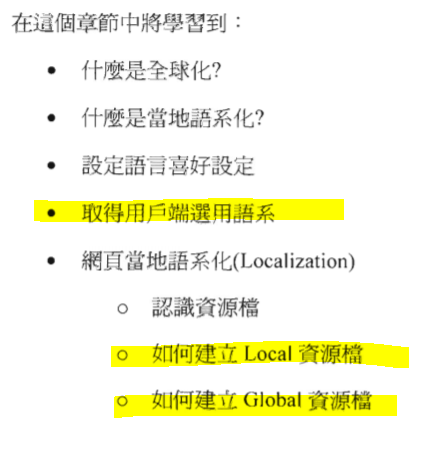 在這個章節中將學習到：
• 什麼是全球化?
• 什麼是當地語系化?
• 設定語言喜好設定
• 取得用戶端選用語系
• 網頁當地語系化(Localization)
○ 認識資源檔
○ 如何建立 Local 資源檔
○ 如何建立 Global 資源檔